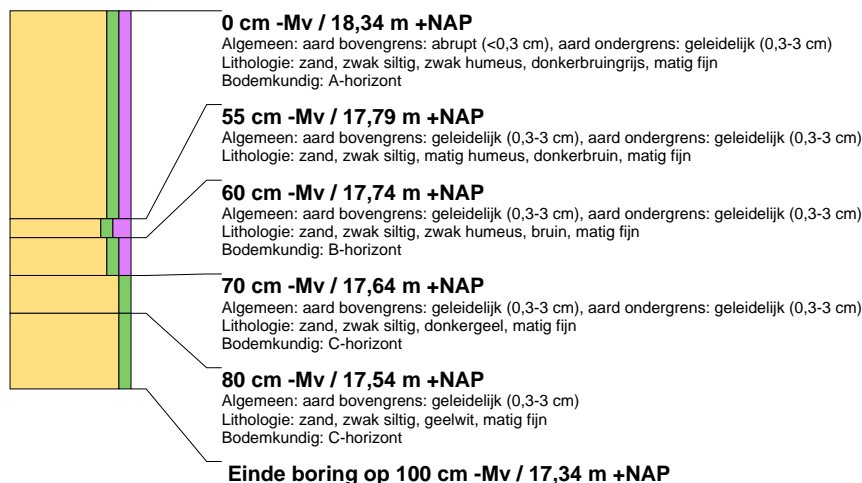 0 cm -Mv / 18,34 m +NAP
Algemeen: aard bovengrens: abrupt (<0,3 cm), aard ondergrens: geleidelijk (0,3-3 cm)
Lithologie: zand, zwak siltig, zwak humeus, donkerbruingrijs, matig fijn
Bodemkundig: A-horizont
55 cm -Mv / 17,79 m +NAP
Algemeen: aard bovengrens: geleidelijk (0,3-3 cm), aard ondergrens: geleidelijk (0,3-3 cm)
Lithologie: zand, zwak siltig, matig humeus, donkerbruin, matig fijn
60 cm -Mv / 17,74 m +NAP
Algemeen: aard bovengrens: geleidelijk (0,3-3 cm), aard ondergrens: geleidelijk (0,3-3 cm)
Lithologie: zand, zwak siltig, zwak humeus, bruin, matig fijn
Bodemkundig: B-horizont
70 cm -Mv / 17,64 m +NAP
Algemeen: aard bovengrens: geleidelijk (0,3-3 cm), aard ondergrens: geleidelijk (0,3-3 cm)
Lithologie: zand, zwak siltig, donkergeel, matig fijn
Bodemkundig: C-horizont
80 cm -Mv / 17,54 m +NAP
Algemeen: aard bovengrens: geleidelijk (0,3-3 cm)
Lithologie: zand, zwak siltig, geelwit, matig fijn
Bodemkundig: C-horizont
Einde boring op 100 cm -Mv / 17,34 m +NAP